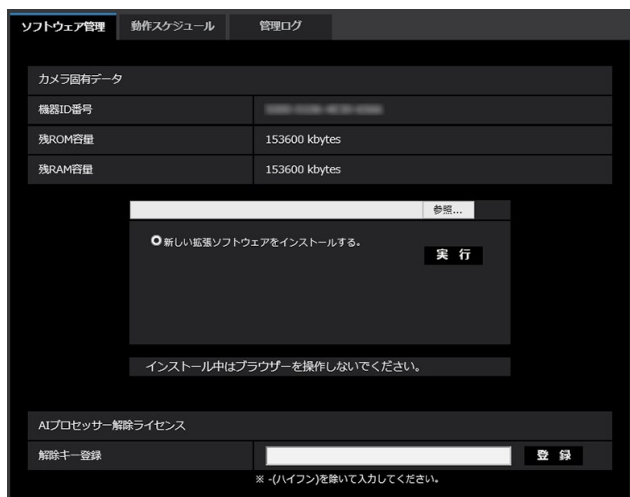 ソフトウェア管理 動作スケジュール 管理ログ
カメラ固有データ
機器ID番号
残ROM容量 153600 kbytes
残RAM容量 153600 kbytes
参照...
新しい拡張ソフトウェアをインストールする。
実 行
インストール中はブラウザーを操作しないでください。
AIプロセッサー解除ライセンス
解除キー登録 登 録
※ -(ハイフン)を除いて入力してください。